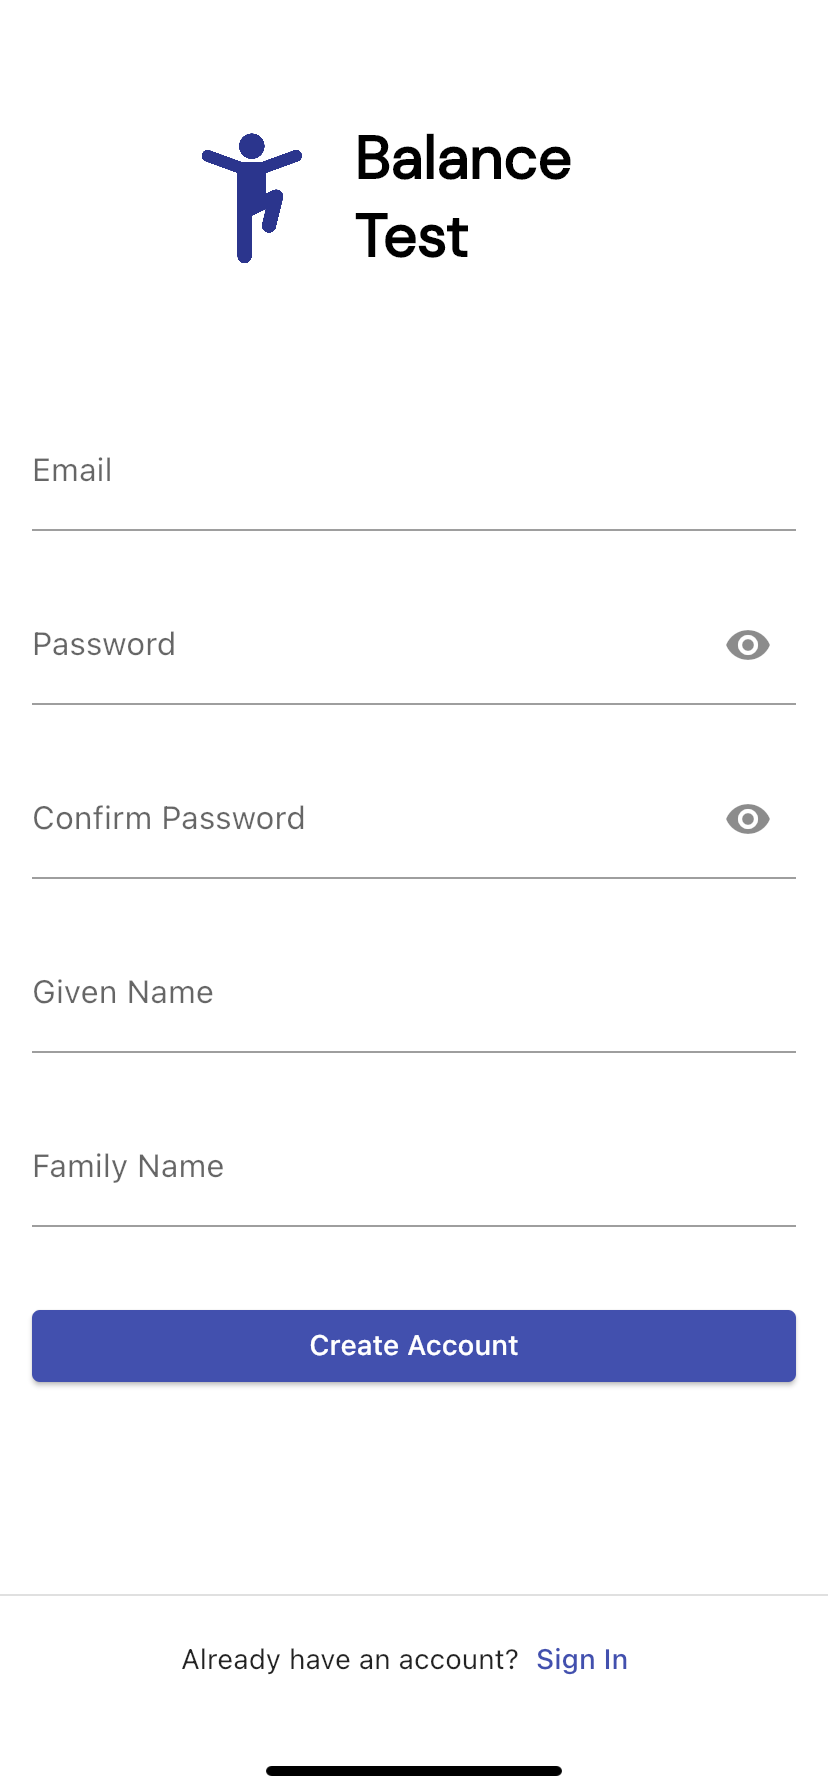 Balance
Test
Email
Password
Confirm Password
Given Name
Family Name
Create Account
Already have an account? Sign In